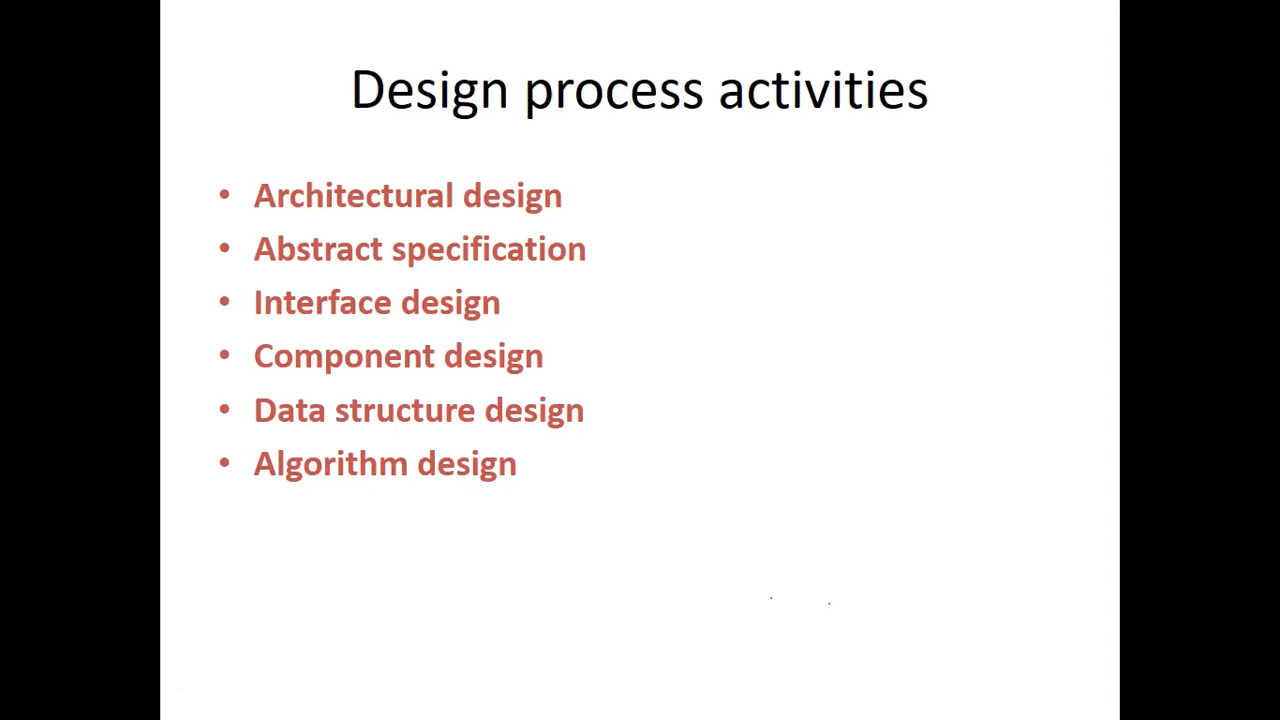 Design process activities
• Architectural design
• Abstract specification
• Interface design
• Component design
• Data structure design
• Algorithm design